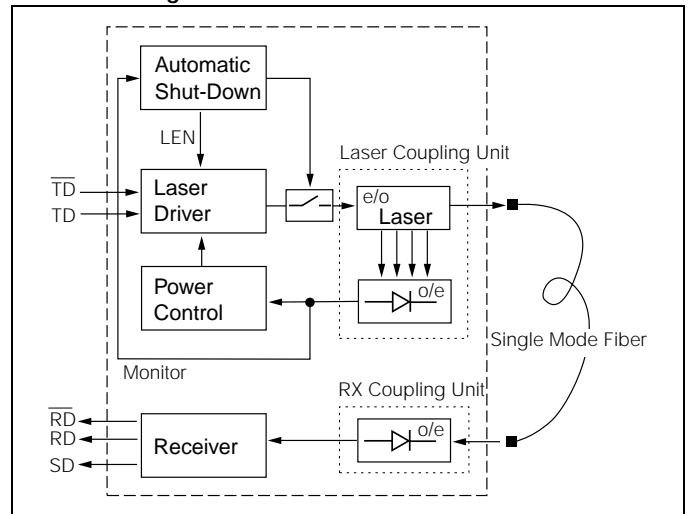 Automatic
Shut-Down
LEN
Laser Coupling Unit
TD
TD
Laser
Driver
e/o
Laser
o/e
Power
Control
Single Mode Fiber
Monitor
RX Coupling Unit
RD
RD
SD
Receiver
o/e